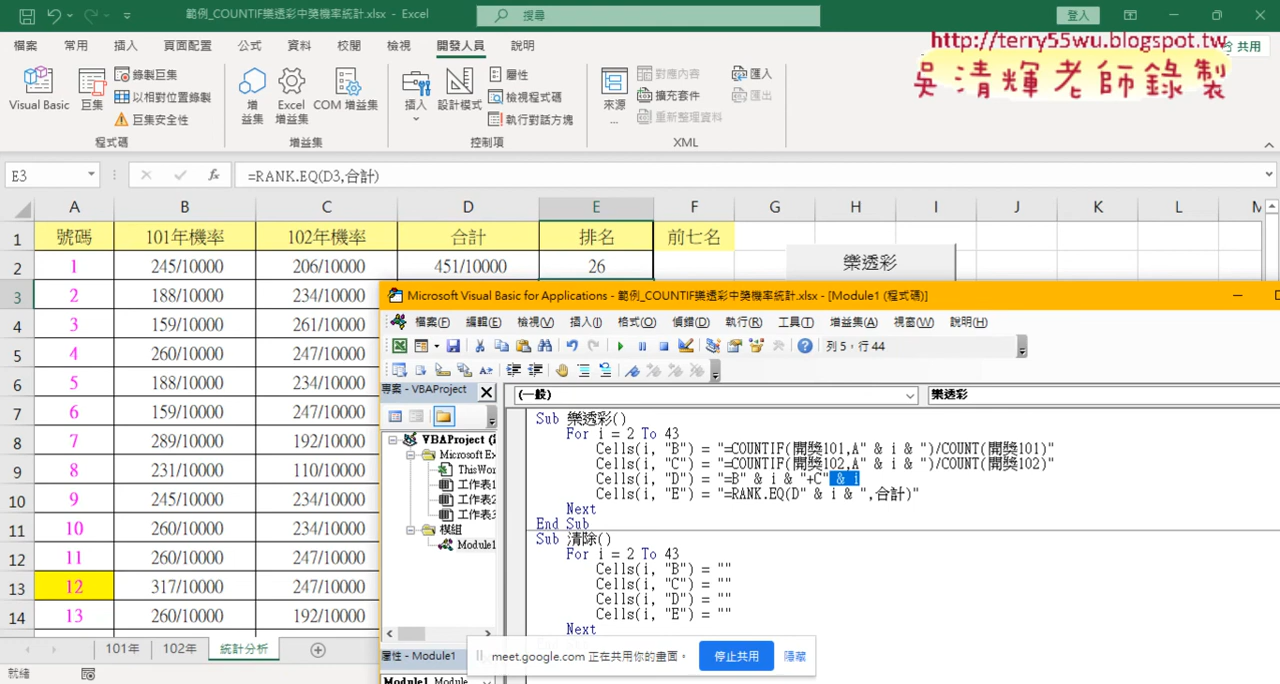 範例_COUNTIF樂透彩中獎機率統計.xlsx - Excel
搜尋
登入
檔案 常用 插入 頁面配置 公式 資料 校閱 檢視 開發人員 說明
共用
http://terry55wu.blogspot.tw
吳清輝老師錄製
Visual Basic
巨集
錄製巨集
以相對位置錄製
巨集安全性
程式碼
增益集
Excel 增益集
COM 增益集
增益集
插入
設計模式
屬性
檢視程式碼
執行對話方塊
控制項
來源
...
對應內容
擴充套件
重新整理資料
匯入
匯出
XML
E3
fx
=RANK.EQ(D3,合計)
A B C D E F G H I J K L M
1 號碼 101年機率 102年機率 合計 排名 前七名
2 1 245/10000 206/10000 451/10000 26
樂透彩
3 2 188/10000 234/10000
4 3 159/10000 261/10000
5 4 260/10000 247/10000
6 5 188/10000 234/10000
7 6 159/10000 247/10000
8 7 289/10000 192/10000
9 8 231/10000 110/10000
10 9 245/10000 234/10000
11 10 260/10000 234/10000
12 11 260/10000 247/10000
13 12 317/10000 247/10000
14 13 260/10000 192/10000
101年 102年 統計分析
就緒
Microsoft Visual Basic for Applications - 範例_COUNTIF樂透彩中獎機率統計.xlsx - [Module1 (程式碼)]
檔案(F) 編輯(E) 檢視(V) 插入(I) 格式(O) 偵錯(D) 執行(R) 工具(T) 增益集(A) 視窗(W) 說明(H)
列 5，行 44
專案 - VBAProject
VBAProject
Microsoft Ex
ThisWor
工作表1
工作表2
工作表3
模組
Module1
屬性 - Module1
Module1 Module
(一般)
樂透彩
Sub 樂透彩()
For i = 2 To 43
Cells(i, "B") = "=COUNTIF(開獎101,A" & i & ")/COUNT(開獎101)"
Cells(i, "C") = "=COUNTIF(開獎102,A" & i & ")/COUNT(開獎102)"
Cells(i, "D") = "=B" & i & "+C" & i
Cells(i, "E") = "=RANK.EQ(D" & i & ",合計)"
Next
End Sub
Sub 清除()
For i = 2 To 43
Cells(i, "B") = ""
Cells(i, "C") = ""
Cells(i, "D") = ""
Cells(i, "E") = ""
Next
meet.google.com 正在共用你的畫面。
停止共用
隱藏